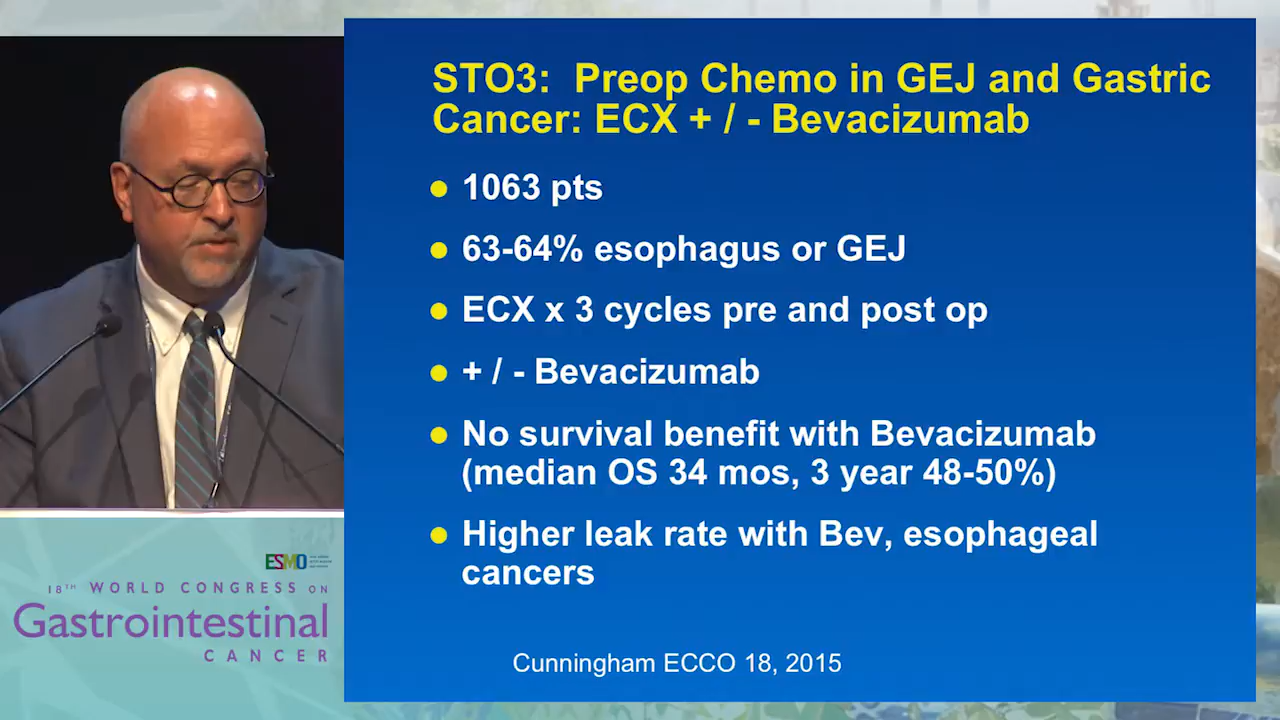 STO3: Preop Chemo in GEJ and Gastric
Cancer: ECX + / - Bevacizumab
1063 pts
63-64% esophagus or GEJ
ECX x 3 cycles pre and post op
+ / - Bevacizumab
No survival benefit with Bevacizumab
(median OS 34 mos, 3 year 48-50%)
Higher leak rate with Bev, esophageal
cancers
Cunningham ECCO 18, 2015
ESMO
18TH WORLD CONGRESS ON
Gastrointestinal
CANCER